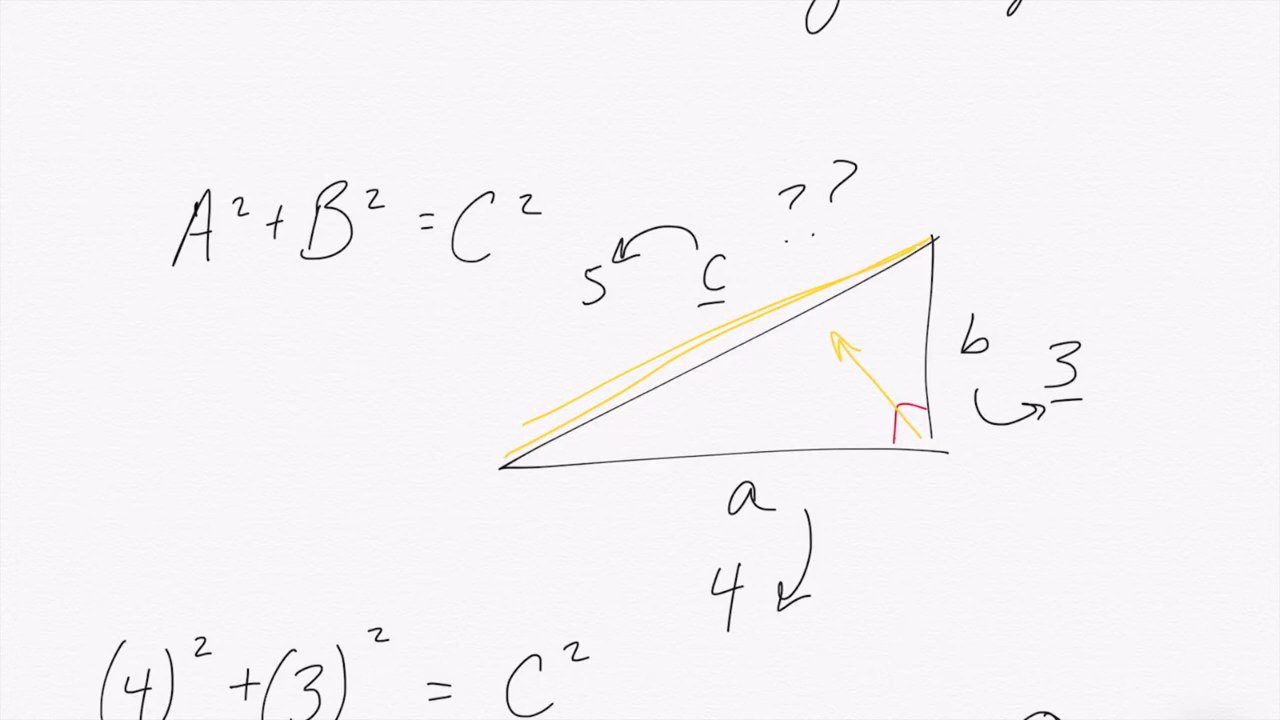 A² + B² = C²
? ?
5
c
b
3
a
4
(4)² + (3)² = C²